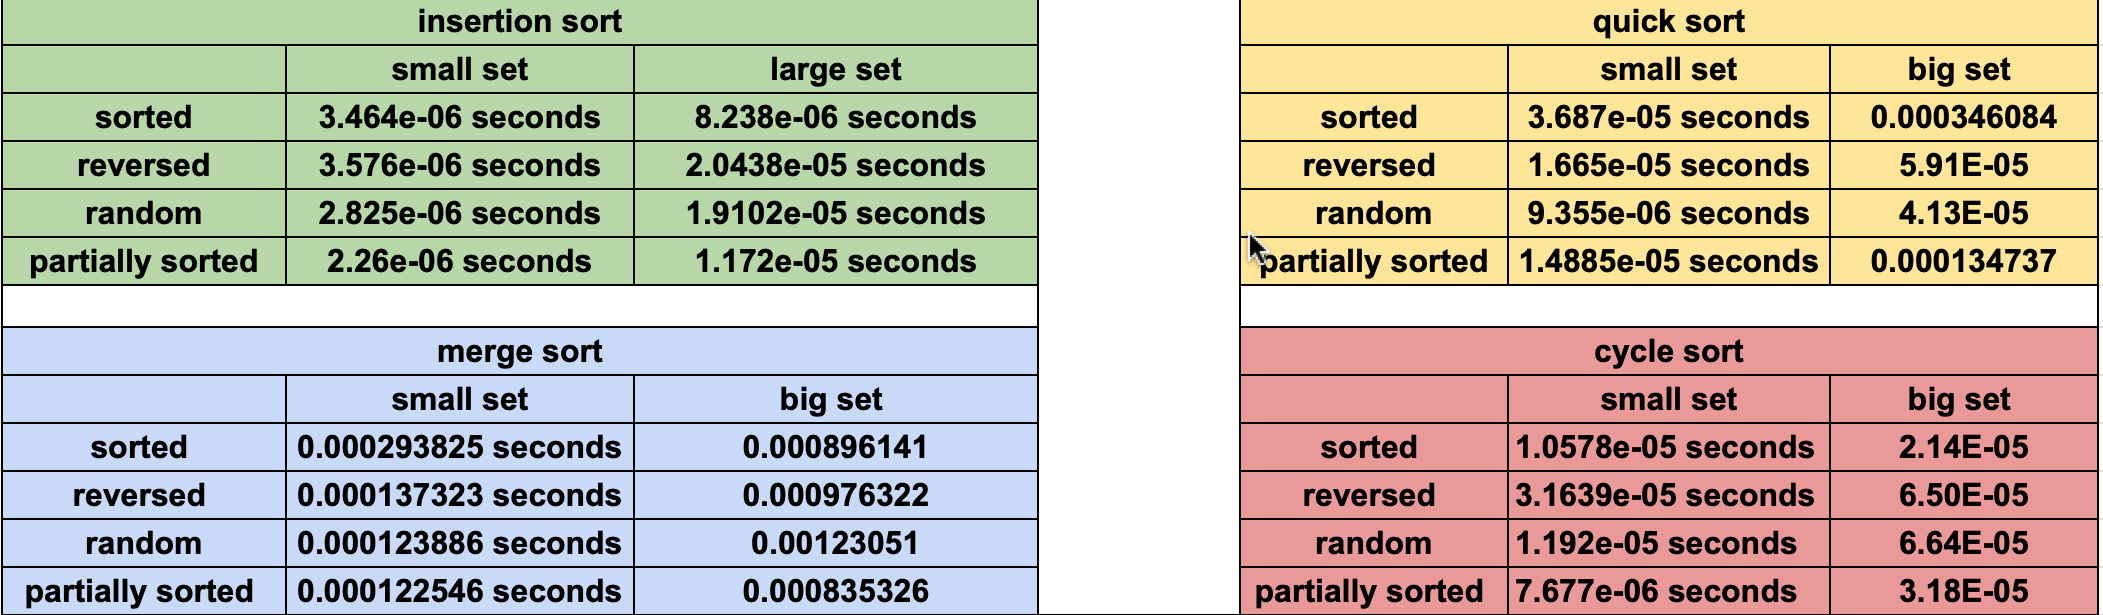 insertion sort
small set large set
sorted 3.464e-06 seconds 8.238e-06 seconds
reversed 3.576e-06 seconds 2.0438e-05 seconds
random 2.825e-06 seconds 1.9102e-05 seconds
partially sorted 2.26e-06 seconds 1.172e-05 seconds
quick sort
small set big set
sorted 3.687e-05 seconds 0.000346084
reversed 1.665e-05 seconds 5.91E-05
random 9.355e-06 seconds 4.13E-05
partially sorted 1.4885e-05 seconds 0.000134737
merge sort
small set big set
sorted 0.000293825 seconds 0.000896141
reversed 0.000137323 seconds 0.000976322
random 0.000123886 seconds 0.00123051
partially sorted 0.000122546 seconds 0.000835326
cycle sort
small set big set
sorted 1.0578e-05 seconds 2.14E-05
reversed 3.1639e-05 seconds 6.50E-05
random 1.192e-05 seconds 6.64E-05
partially sorted 7.677e-06 seconds 3.18E-05